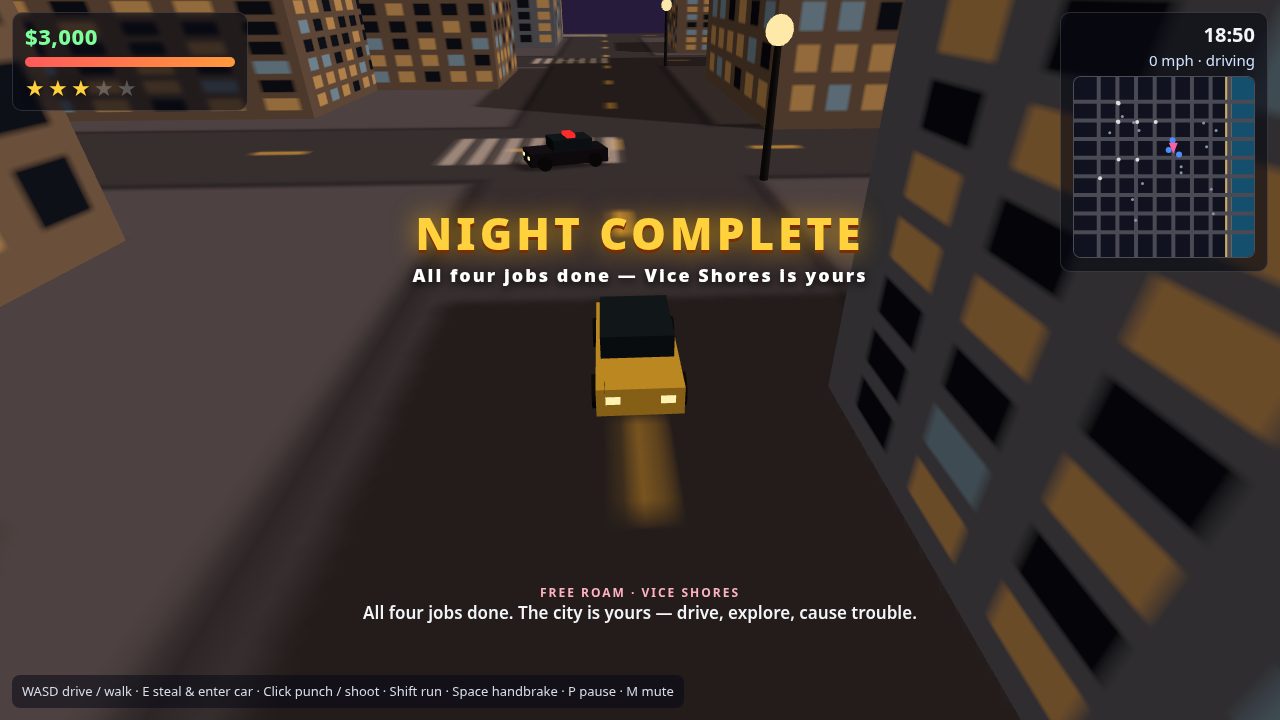 $3,000
★★★★★
18:50
0 mph · driving
NIGHT COMPLETE
All four jobs done — Vice Shores is yours
FREE ROAM · VICE SHORES
All four jobs done. The city is yours — drive, explore, cause trouble.
WASD drive / walk · E steal & enter car · Click punch / shoot · Shift run · Space handbrake · P pause · M mute